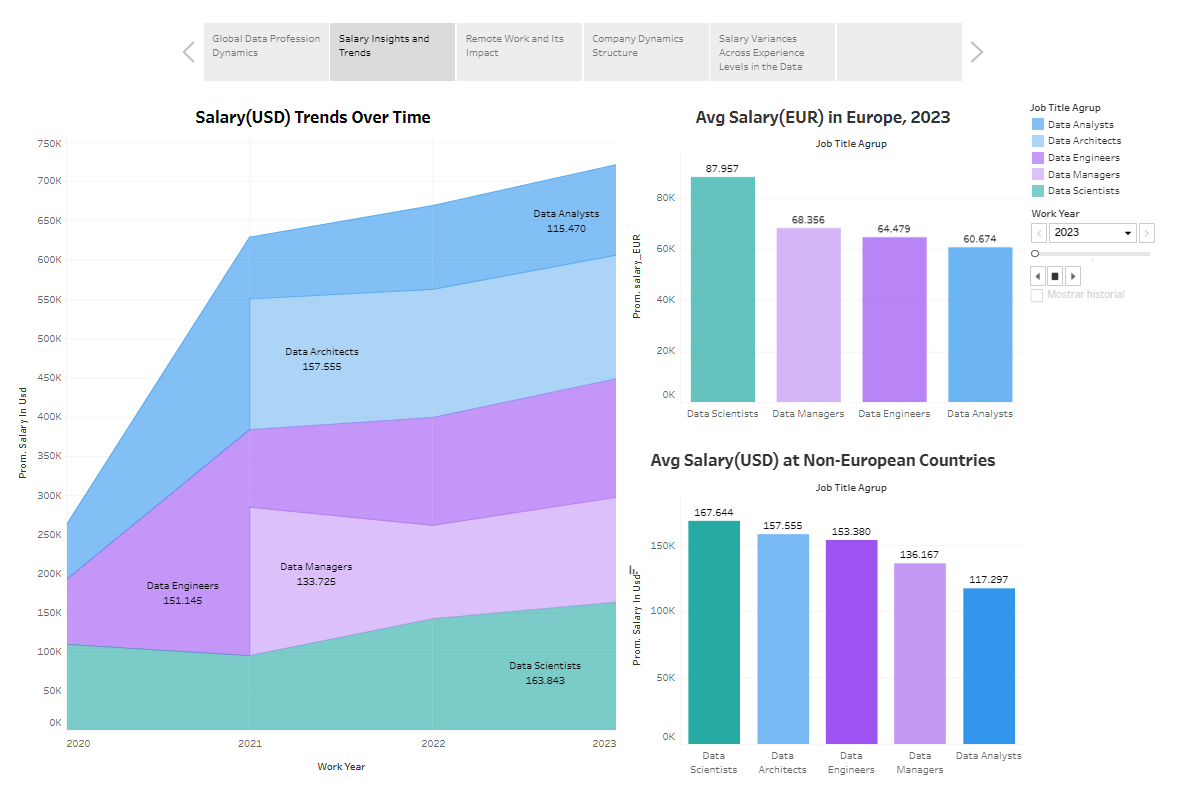 Global Data Profession
Dynamics
Salary Insights and
Trends
Remote Work and Its
Impact
Company Dynamics
Structure
Salary Variances
Across Experience
Levels in the Data
Salary(USD) Trends Over Time
750K
700K
650K
600K
550K
500K
450K
400K
350K
300K
250K
200K
150K
100K
50K
0K
Prom. Salary In Usd
Data Analysts
115.470
Data Architects
157.555
Data Engineers
151.145
Data Managers
133.725
Data Scientists
163.843
2020
2021
2022
2023
Work Year
Avg Salary(EUR) in Europe, 2023
Job Title Agrup
80K
60K
40K
20K
0K
Prom. salary_EUR
87.957
68.356
64.479
60.674
Data Scientists
Data Managers
Data Engineers
Data Analysts
Avg Salary(USD) at Non-European Countries
Job Title Agrup
150K
100K
50K
0K
Prom. Salary In Usd
167.644
157.555
153.380
136.167
117.297
Data
Scientists
Data
Architects
Data
Engineers
Data
Managers
Data Analysts
Job Title Agrup
Data Analysts
Data Architects
Data Engineers
Data Managers
Data Scientists
Work Year
2023
Mostrar historial